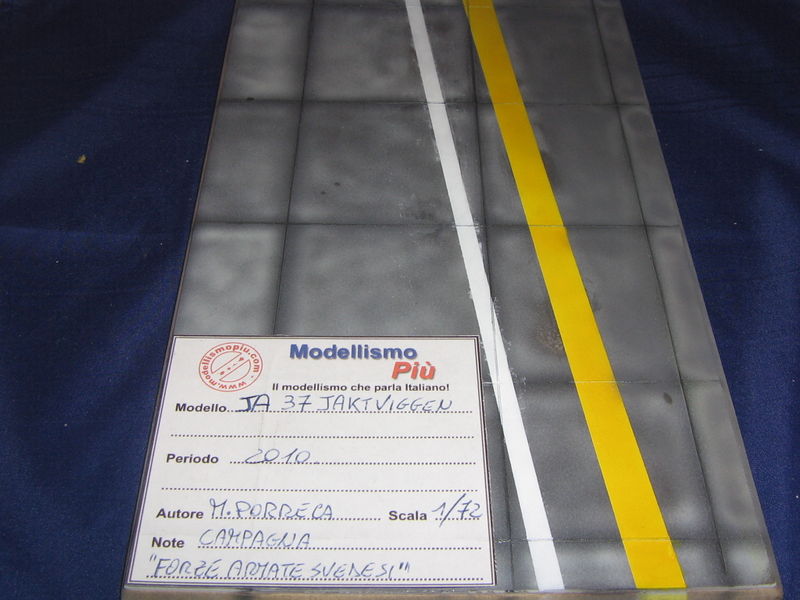 www.modellismopiu.com
Modellismo
Più
Il modellismo che parla Italiano!
Modello JA 37 JAKTVIGGEN
Periodo 2010
Autore M. PORRECA Scala 1/72
Note CAMPAGNA
"FORZE ARMATE SVEDESI"